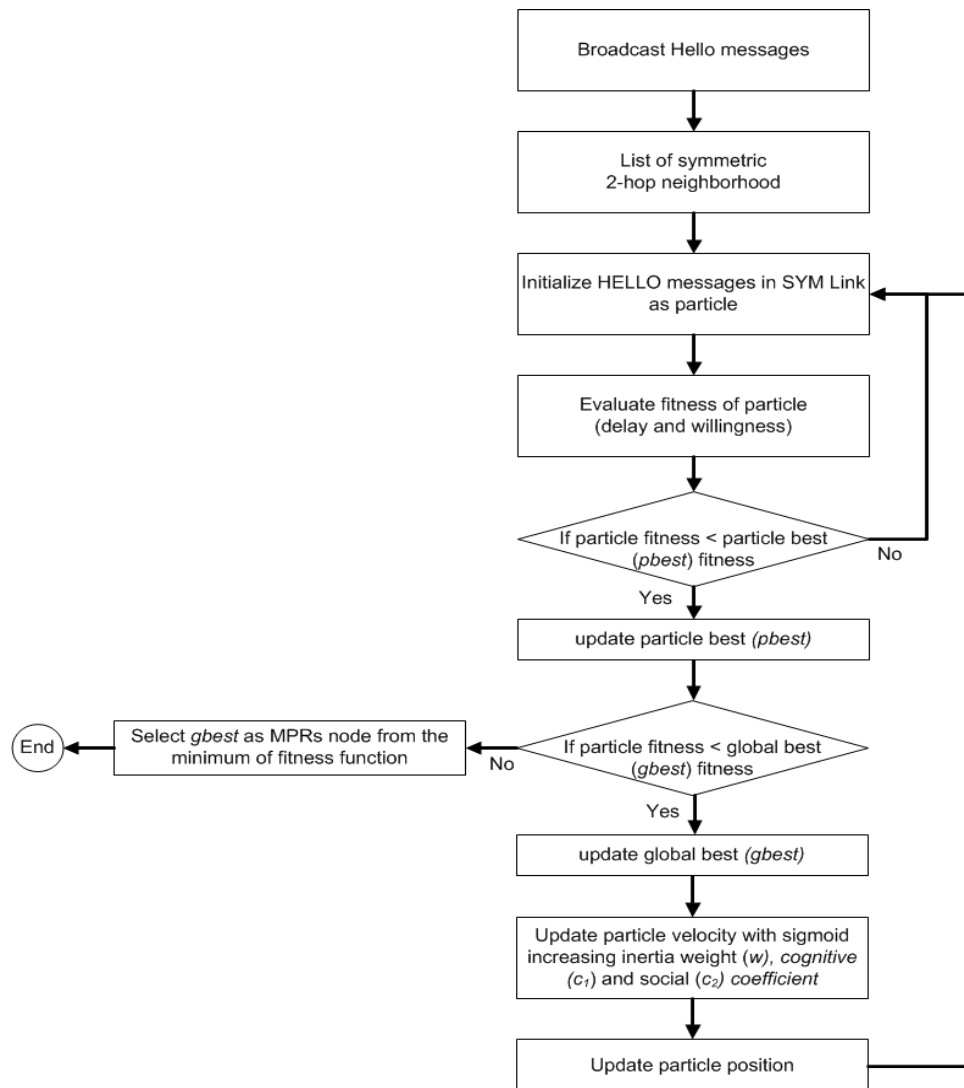 Broadcast Hello messages
List of symmetric
2-hop neighborhood
Initialize HELLO messages in SYM Link
as particle
Evaluate fitness of particle
(delay and willingness)
If particle fitness < particle best
(pbest) fitness
No
Yes
update particle best (pbest)
If particle fitness < global best
(gbest) fitness
No
Select gbest as MPRs node from the
minimum of fitness function
End
Yes
update global best (gbest)
Update particle velocity with sigmoid
increasing inertia weight (w), cognitive
(c₁) and social (c₂) coefficient
Update particle position